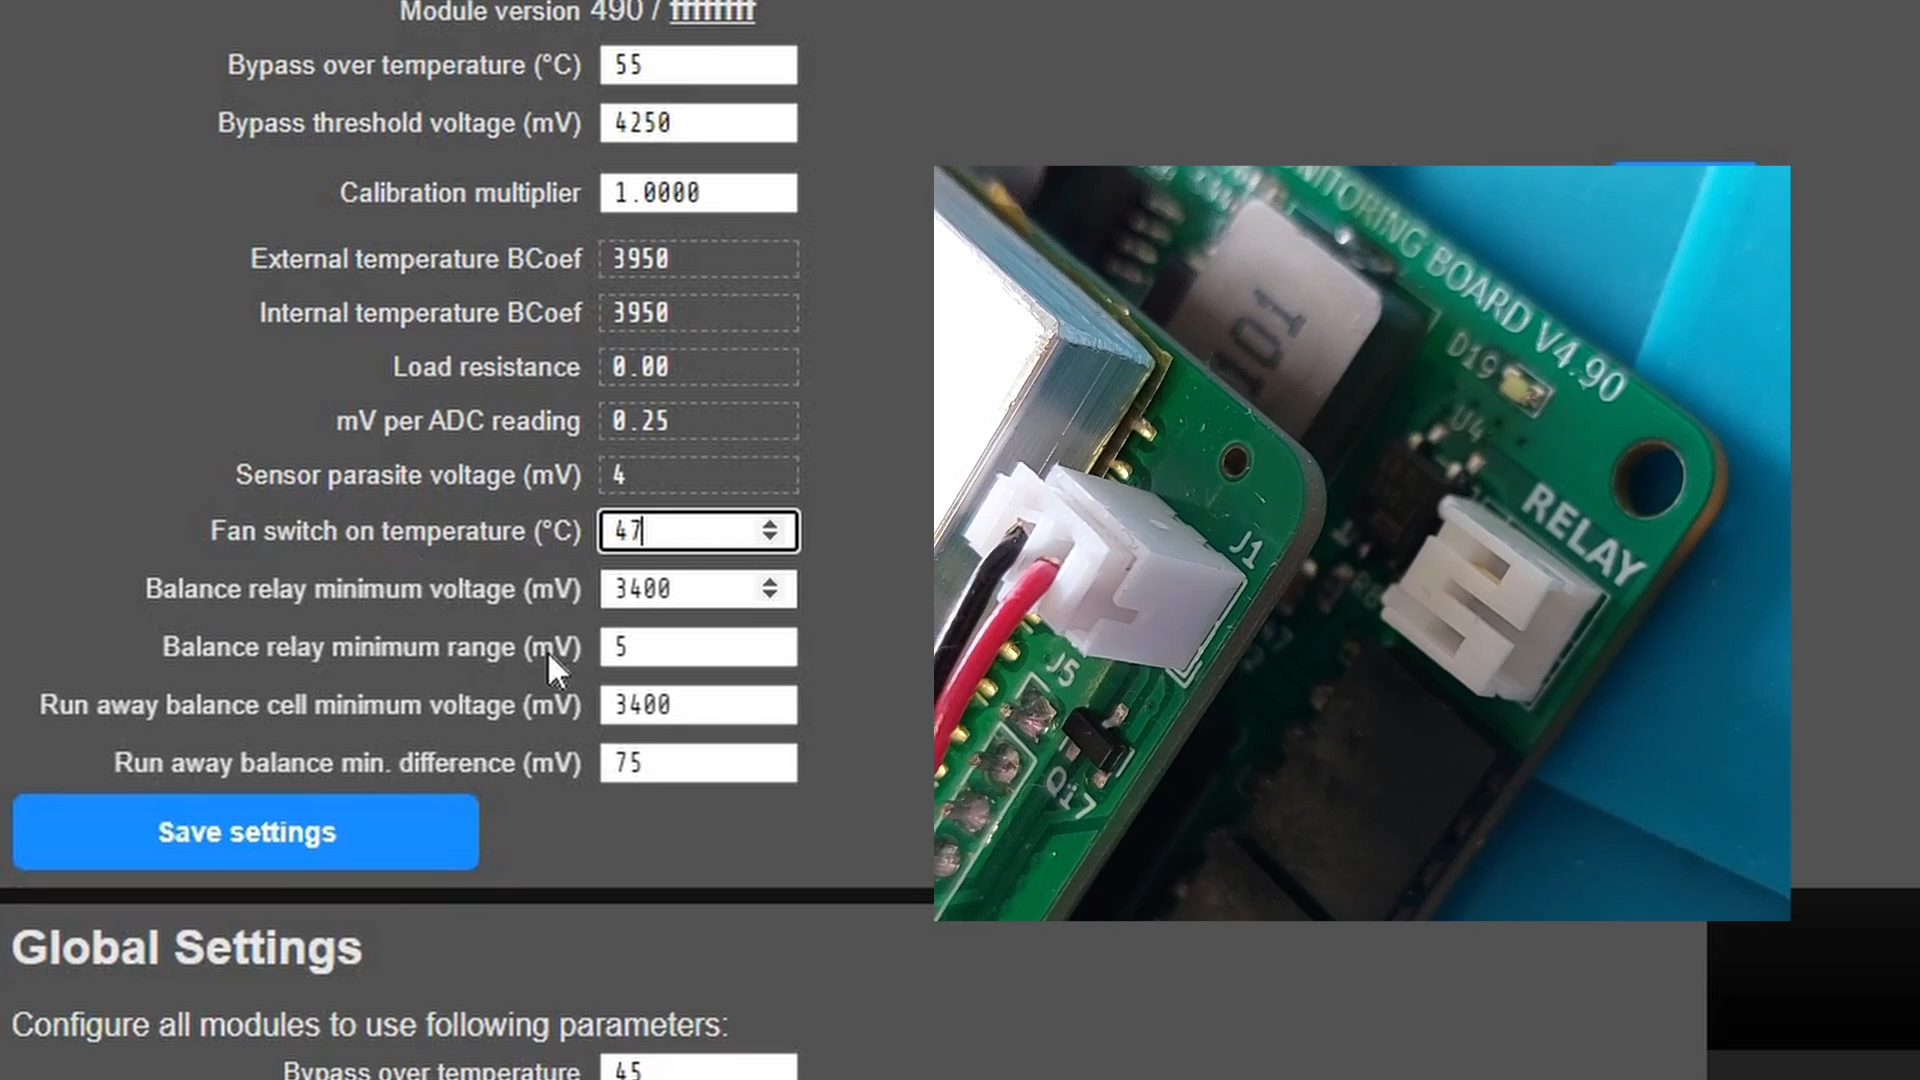 Module version 490 / ffffffff
Bypass over temperature (°C) 55
Bypass threshold voltage (mV) 4250
Calibration multiplier 1.0000
External temperature BCoef 3950
Internal temperature BCoef 3950
Load resistance 0.00
mV per ADC reading 0.25
Sensor parasite voltage (mV) 4
Fan switch on temperature (°C) 47
Balance relay minimum voltage (mV) 3400
Balance relay minimum range (mV) 5
Run away balance cell minimum voltage (mV) 3400
Run away balance min. difference (mV) 75
Save settings
Global Settings
Configure all modules to use following parameters:
Bypass over temperature 45
NITORING BOARD V4.90
D19
U4
101
RELAY
J1
J5
Q17